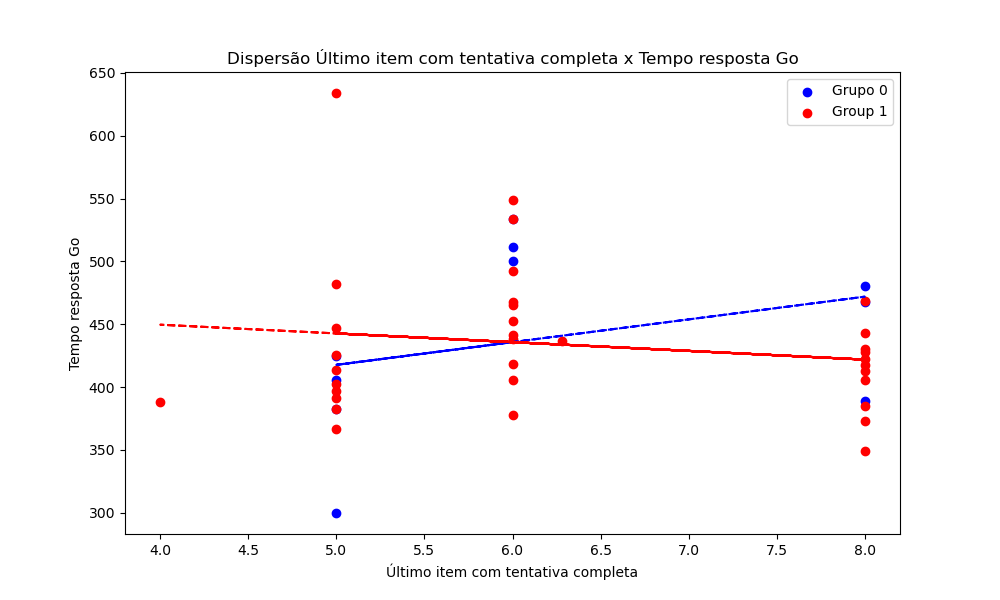 Dispersão Último item com tentativa completa x Tempo resposta Go
Grupo 0
Group 1
650
600
550
500
450
400
350
300
Tempo resposta Go
4.0 4.5 5.0 5.5 6.0 6.5 7.0 7.5 8.0
Último item com tentativa completa